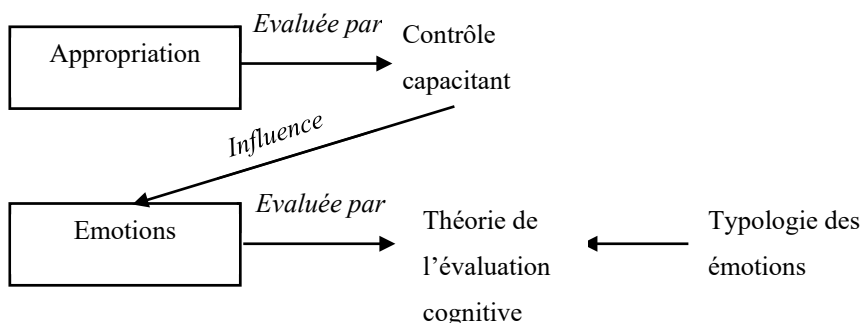 Evaluée par
Appropriation
Contrôle
capacitant
Influence
Evaluée par
Emotions
Théorie de
l’évaluation
cognitive
Typologie des
émotions